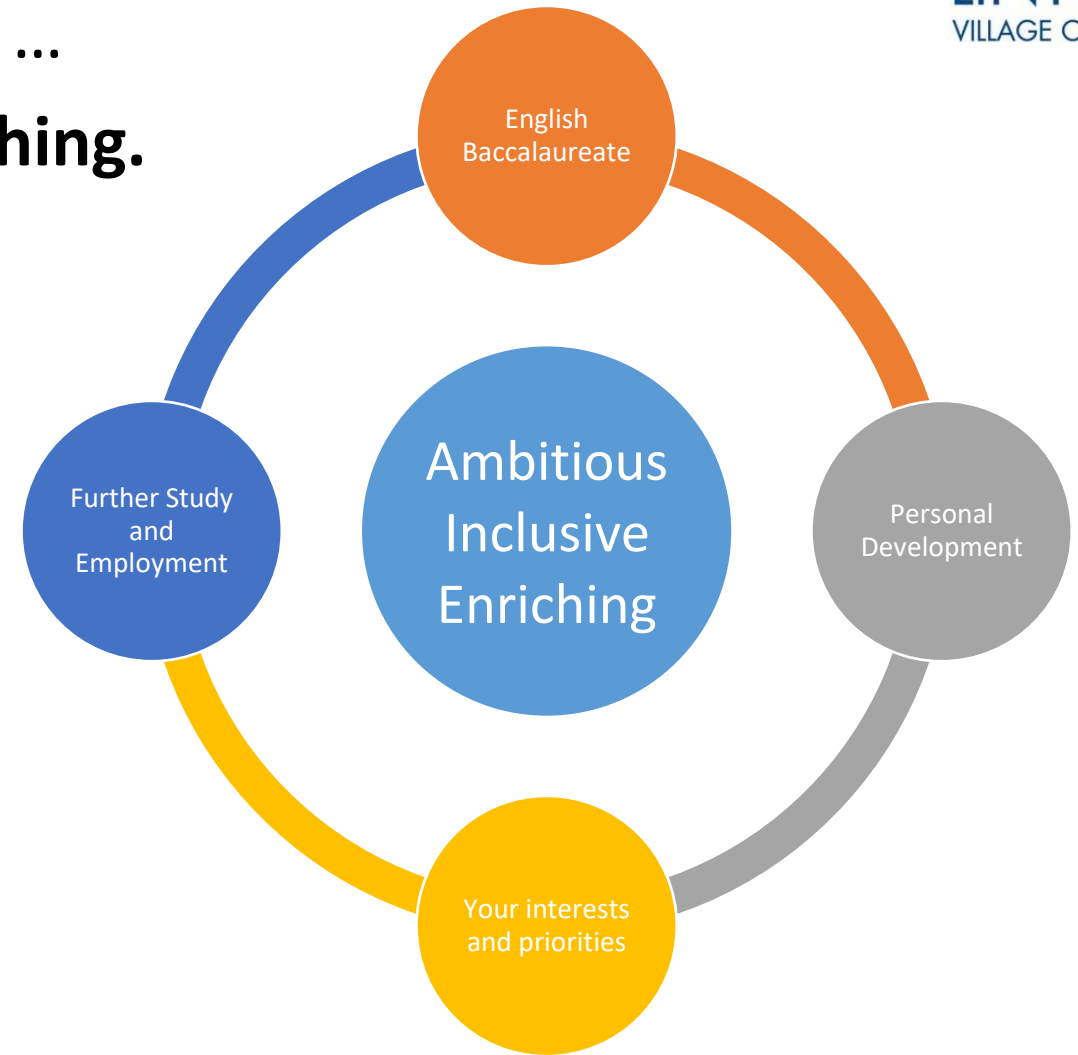 ...
VILLAGE C
hing.
English
Baccalaureate
Ambitious
Inclusive
Enriching
Further Study
and
Employment
Personal
Development
Your interests
and priorities